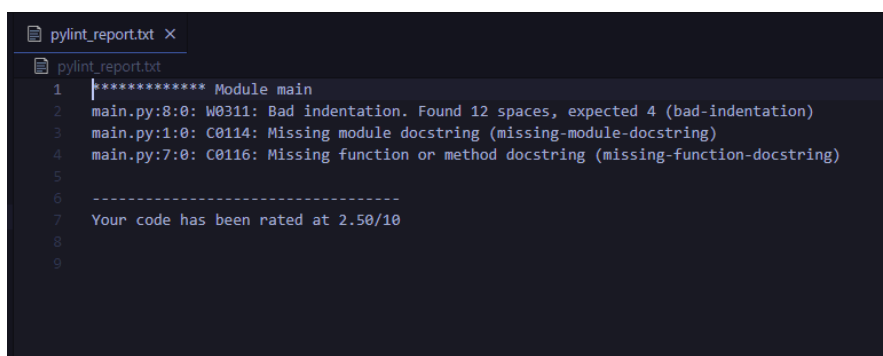 pylint_report.txt ×
pylint_report.txt
1 ************* Module main
2 main.py:8:0: W0311: Bad indentation. Found 12 spaces, expected 4 (bad-indentation)
3 main.py:1:0: C0114: Missing module docstring (missing-module-docstring)
4 main.py:7:0: C0116: Missing function or method docstring (missing-function-docstring)
5
6 -----------------------------------
7 Your code has been rated at 2.50/10
8
9